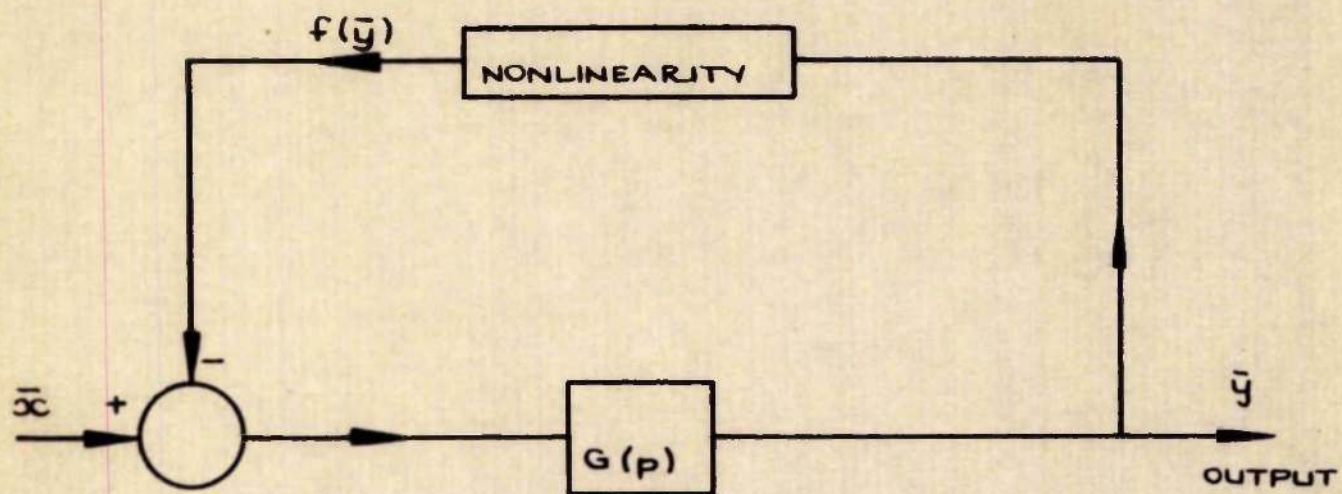 f(ȳ)
NONLINEARITY
−
x̄
+
G(p)
ȳ
OUTPUT